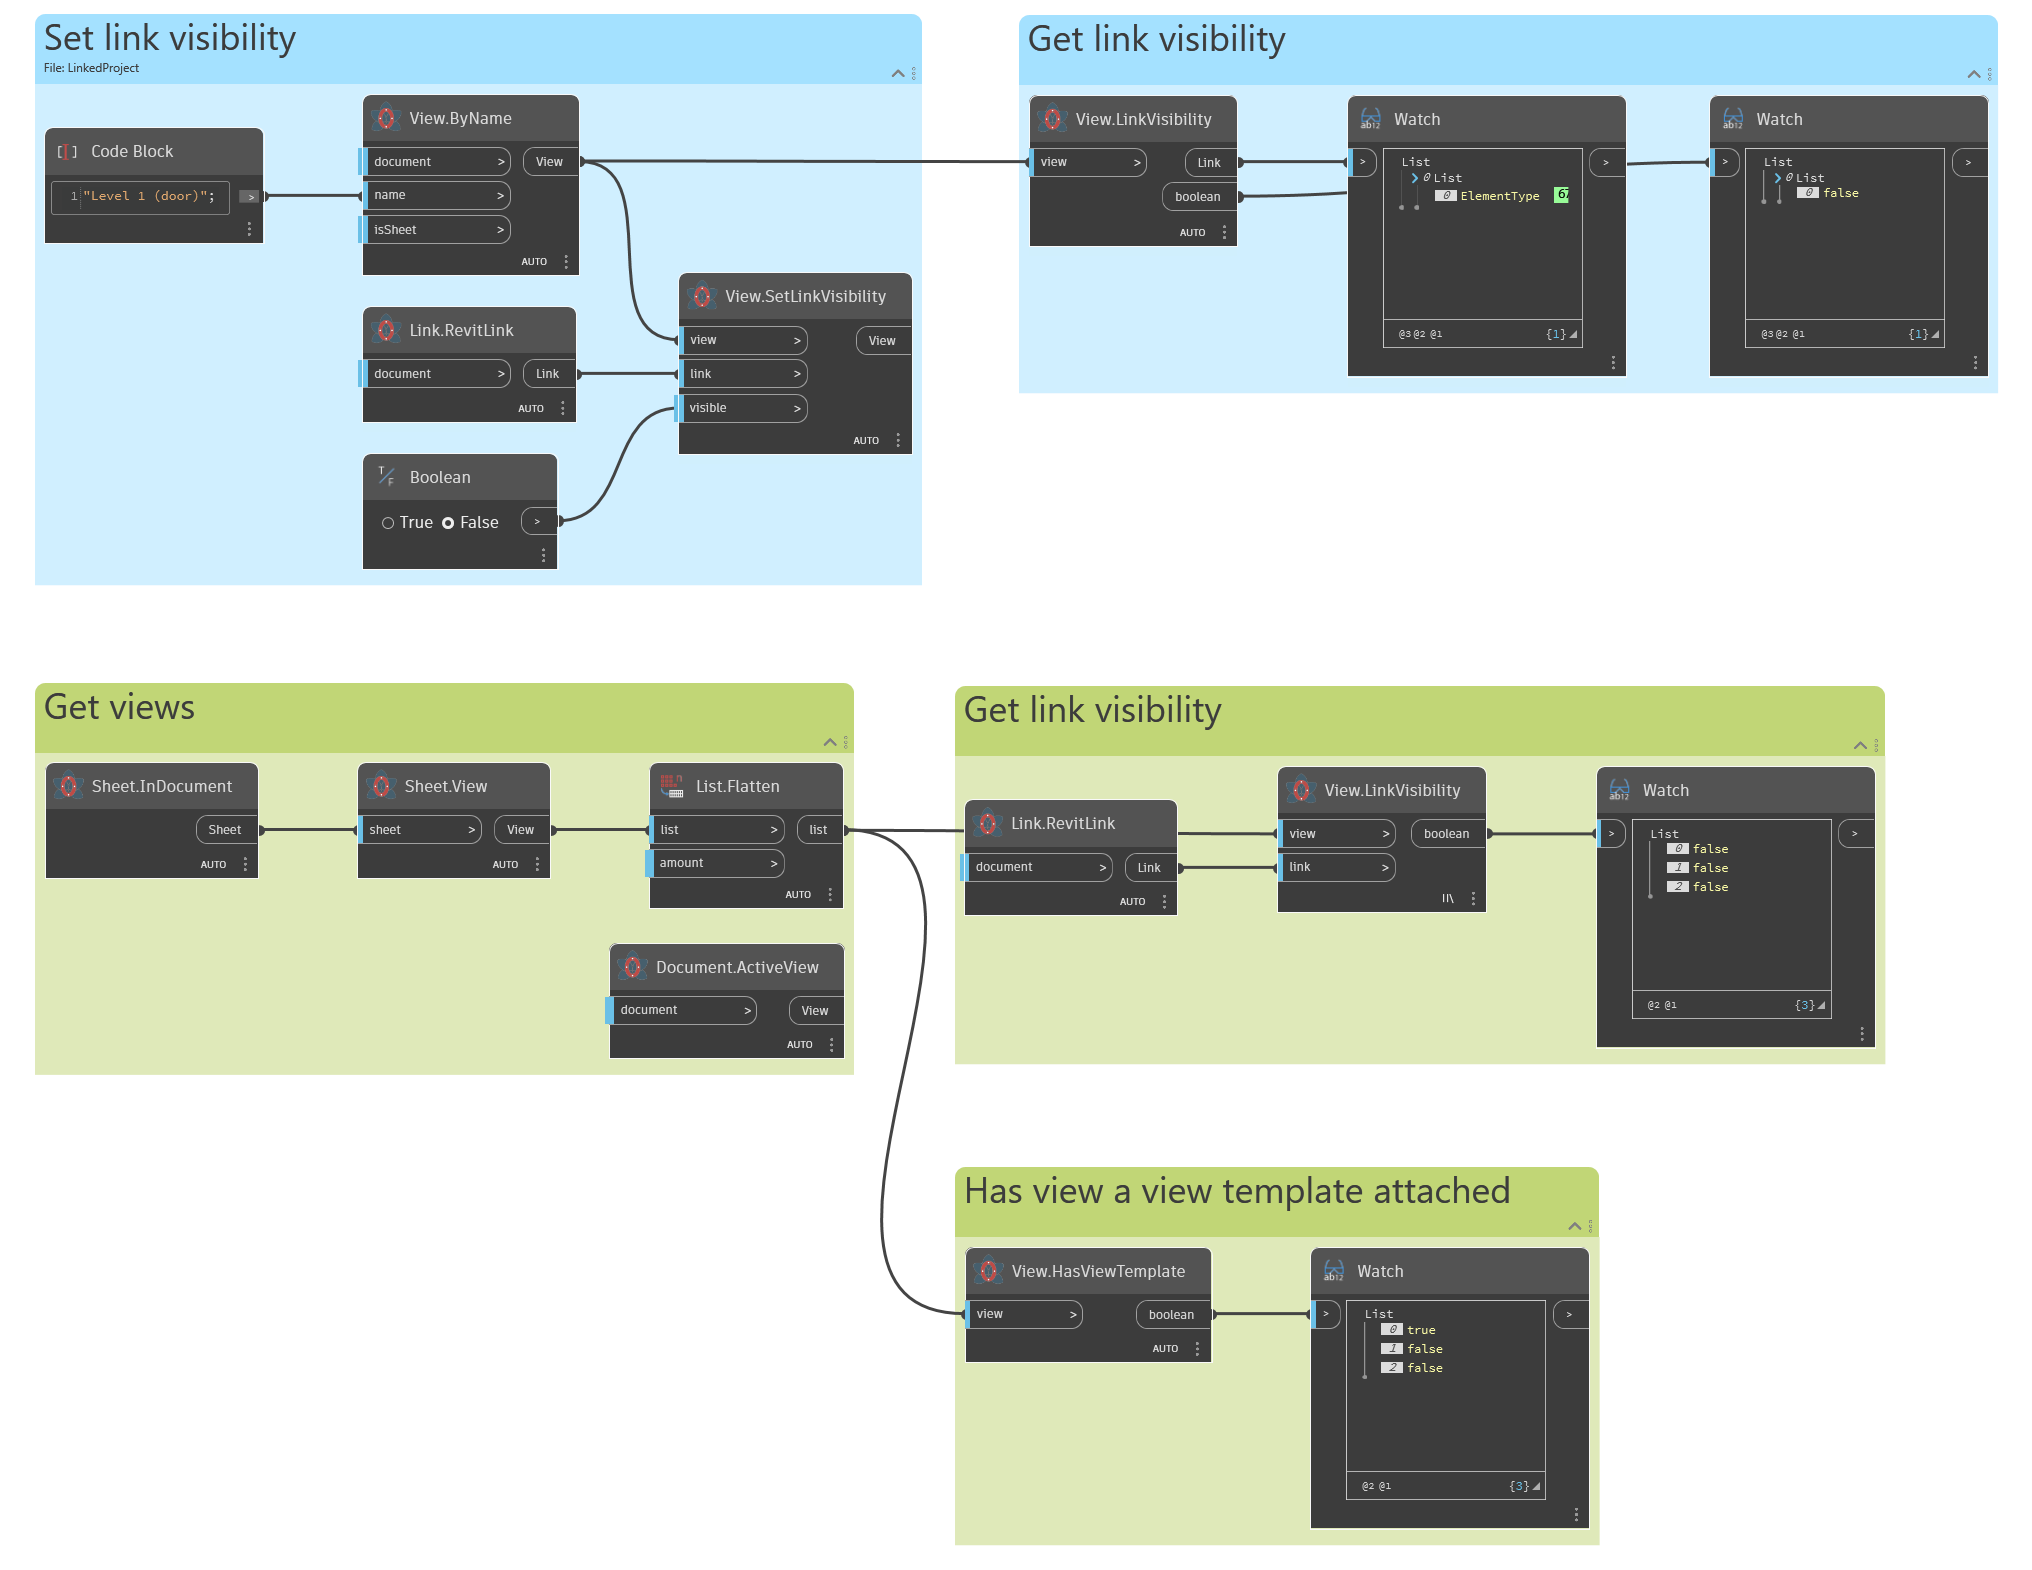 Set link visibility
File: LinkedProject
Code Block
1 "Level 1 (door)"; >
View.ByName
document > View
name >
isSheet >
AUTO
Link.RevitLink
document > Link
AUTO
Boolean
True False >
View.SetLinkVisibility
view > View
link >
visible >
AUTO
Get link visibility
View.LinkVisibility
view > Link
boolean
AUTO
Watch
> List >
0 List
0 ElementType
@3 @2 @1 {1}
Watch
> List >
0 List
0 false
@3 @2 @1 {1}
Get views
Sheet.InDocument
Sheet
AUTO
Sheet.View
sheet > View
AUTO
List.Flatten
list > list
amount >
AUTO
Document.ActiveView
document > View
AUTO
Get link visibility
Link.RevitLink
document > Link
AUTO
View.LinkVisibility
view > boolean
link >
Watch
> List >
0 false
1 false
2 false
@2 @1 {3}
Has view a view template attached
View.HasViewTemplate
view > boolean
AUTO
Watch
> List >
0 true
1 false
2 false
@2 @1 {3}